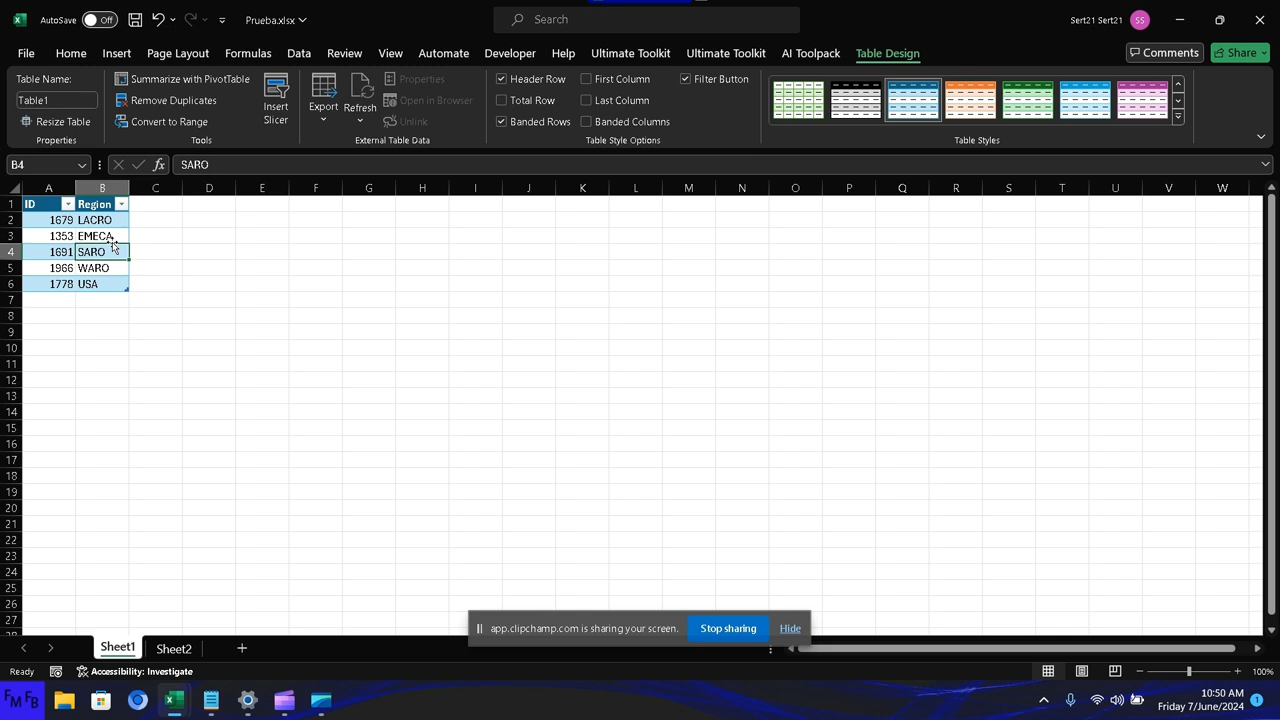 AutoSave Off Prueba.xlsx Search Sert21 Sert21 SS
File Home Insert Page Layout Formulas Data Review View Automate Developer Help Ultimate Toolkit Ultimate Toolkit AI Toolpack Table Design Comments Share
Table Name: Summarize with PivotTable Properties Header Row First Column Filter Button
Table1 Remove Duplicates Insert Slicer Export Refresh Open in Browser Total Row Last Column
Resize Table Banded Rows Banded Columns
Properties Tools External Table Data Table Style Options Table Styles
B4 fx SARO
A B C D E F G H I J K L M N O P Q R S T U V W
1 ID Region
2 1679 LACRO
3 1353 EMECA
4 1691 SARO
5 1966 WARO
6 1778 USA
7
8
9
10
11
12
13
14
15
16
17
18
19
20
21
22
23
24
25
26
27
app.clipchamp.com is sharing your screen. Stop sharing Hide
Sheet1 Sheet2
Ready Accessibility: Investigate 100%
FMFB 10:50 AM
Friday 7/June/2024 1